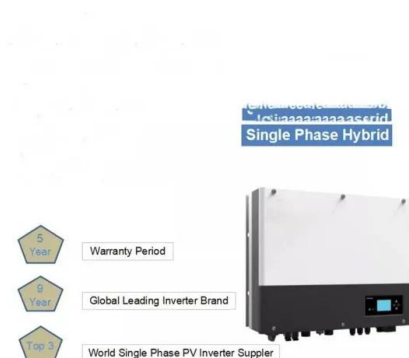 Single Phase Hybrid
5
Year
Warranty Period
9
Year
Global Leading Inverter Brand
Top 3
World Single Phase PV Inverter Suppler